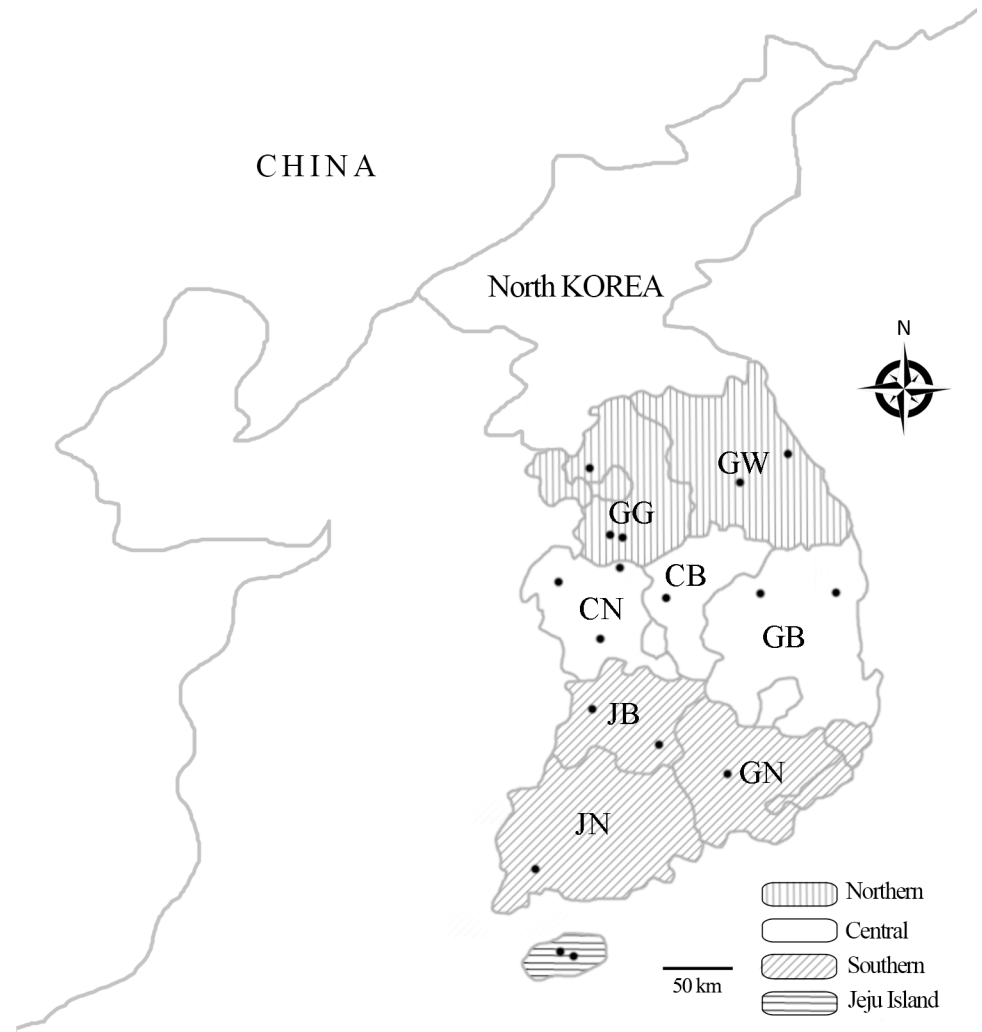 CHINA
North KOREA
N
GW
GG
CB
CN
GB
JB
GN
JN
Northern
Central
Southern
50 km
Jeju Island